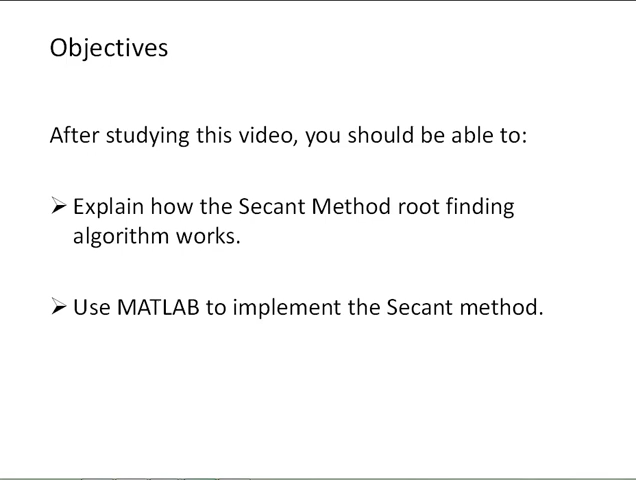 Objectives
After studying this video, you should be able to:
➢ Explain how the Secant Method root finding
algorithm works.
➢ Use MATLAB to implement the Secant method.